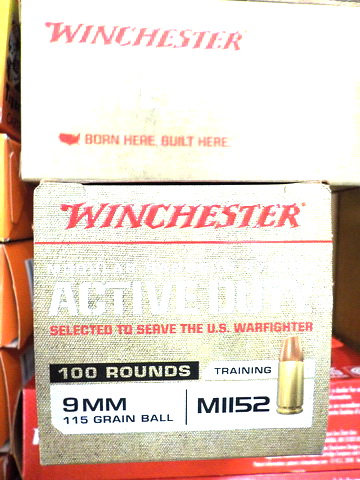 WINCHESTER
BORN HERE. BUILT HERE.
WINCHESTER
ACTIVE DUTY
SELECTED TO SERVE THE U.S. WARFIGHTER
100 ROUNDS TRAINING
9MM M1152
115 GRAIN BALL